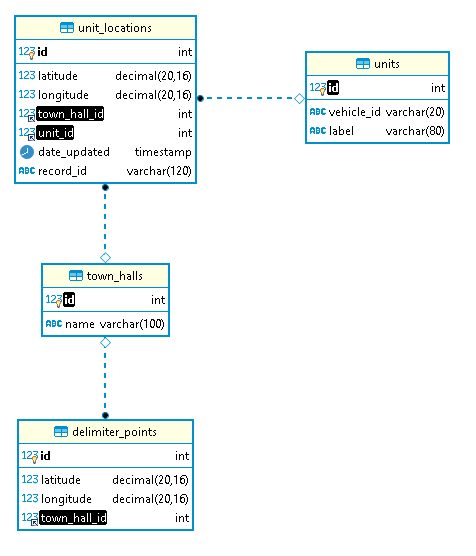 unit_locations
123 id int
123 latitude decimal(20,16)
123 longitude decimal(20,16)
123 town_hall_id int
123 unit_id int
date_updated timestamp
ABC record_id varchar(120)
units
123 id int
ABC vehicle_id varchar(20)
ABC label varchar(80)
town_halls
123 id int
ABC name varchar(100)
delimiter_points
123 id int
123 latitude decimal(20,16)
123 longitude decimal(20,16)
123 town_hall_id int